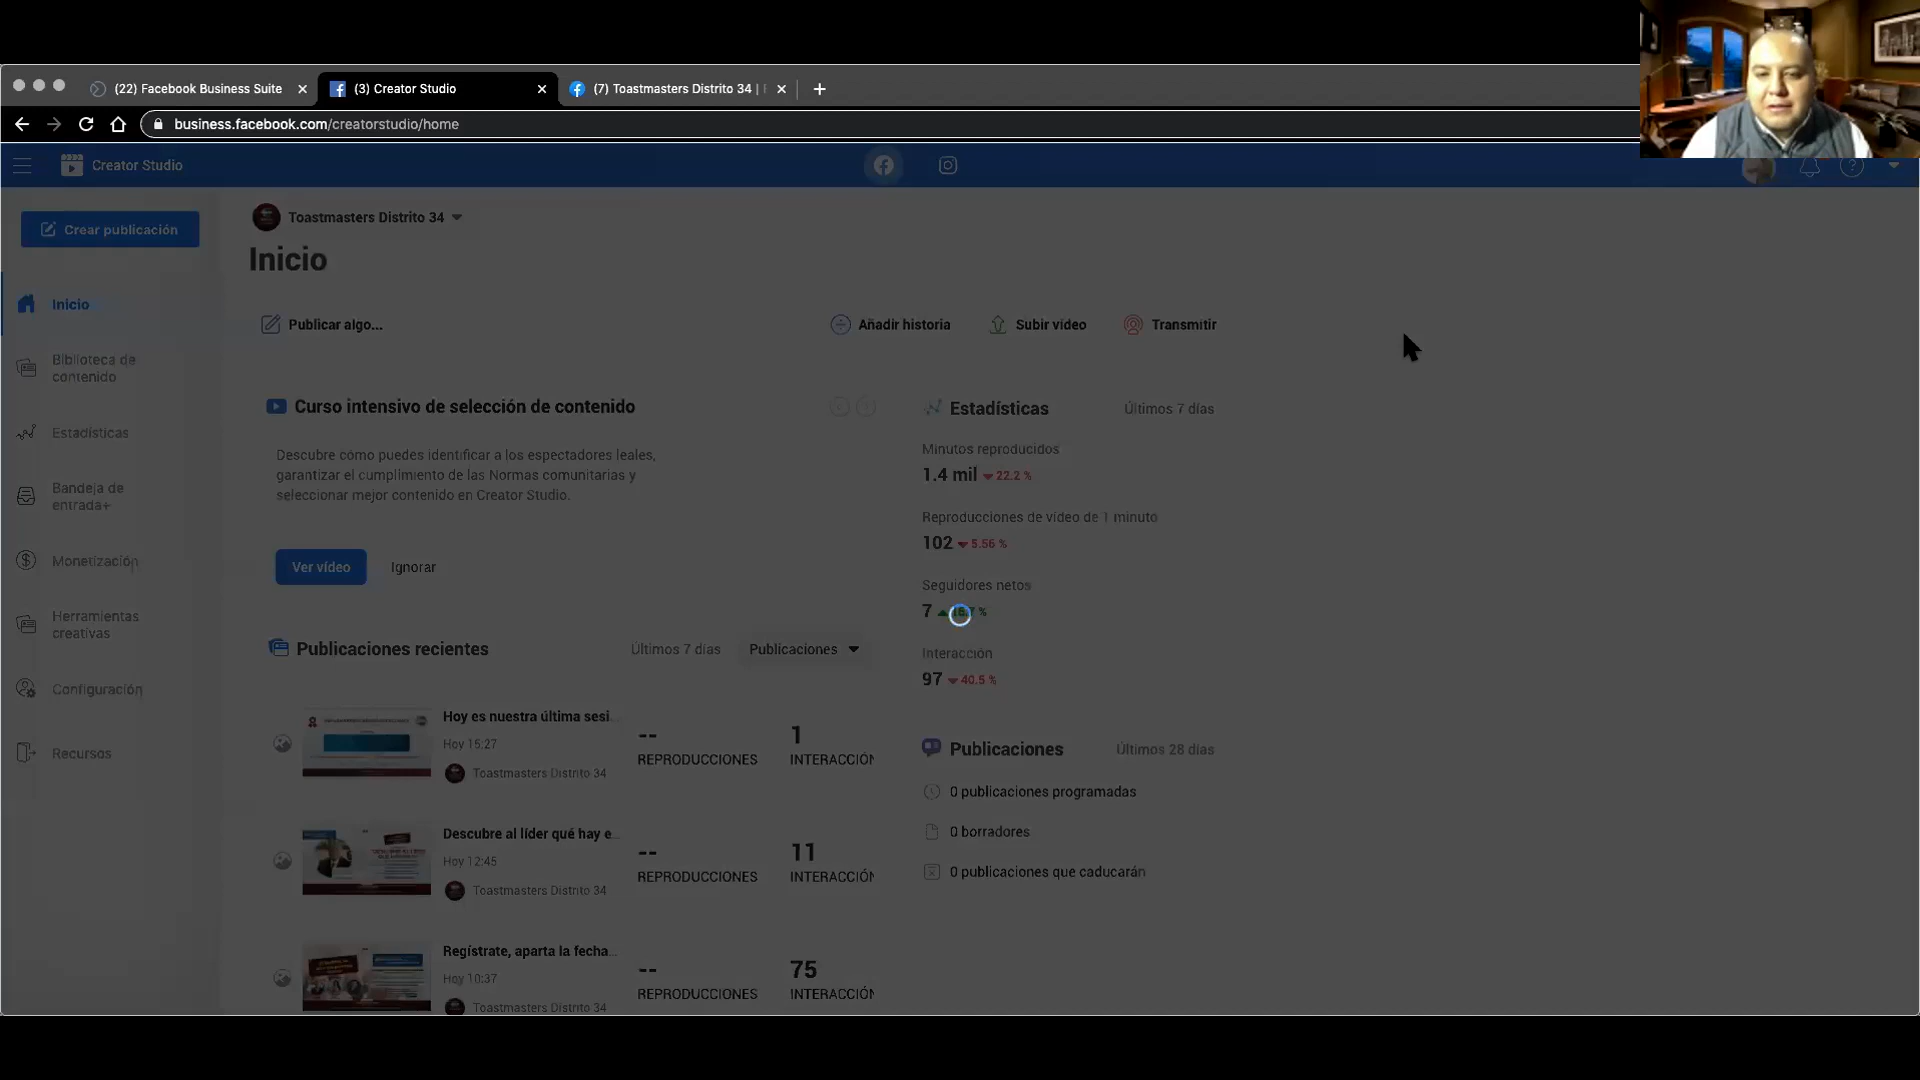 (22) Facebook Business Suite
(3) Creator Studio
(7) Toastmasters Distrito 34 |
business.facebook.com/creatorstudio/home
Creator Studio
Crear publicación
Inicio
Biblioteca de
contenido
Estadísticas
Bandeja de
entrada+
Monetización
Herramientas
creativas
Configuración
Recursos
Toastmasters Distrito 34
Inicio
Publicar algo...
Añadir historia
Subir vídeo
Transmitir
Curso intensivo de selección de contenido
Descubre cómo puedes identificar a los espectadores leales,
garantizar el cumplimiento de las Normas comunitarias y
seleccionar mejor contenido en Creator Studio.
Ver vídeo
Ignorar
Publicaciones recientes
Últimos 7 días
Publicaciones
Hoy es nuestra última sesi...
Hoy 15:27
Toastmasters Distrito 34
--
REPRODUCCIONES
1
INTERACCIÓN
Descubre al líder qué hay e...
Hoy 12:45
Toastmasters Distrito 34
--
REPRODUCCIONES
11
INTERACCIÓN
Regístrate, aparta la fecha...
Hoy 10:37
Toastmasters Distrito 34
--
REPRODUCCIONES
75
INTERACCIÓN
Estadísticas
Últimos 7 días
Minutos reproducidos
1.4 mil 22.2 %
Reproducciones de vídeo de 1 minuto
102 5.56 %
Seguidores netos
7 %
Interacción
97 40.5 %
Publicaciones
Últimos 28 días
0 publicaciones programadas
0 borradores
0 publicaciones que caducarán